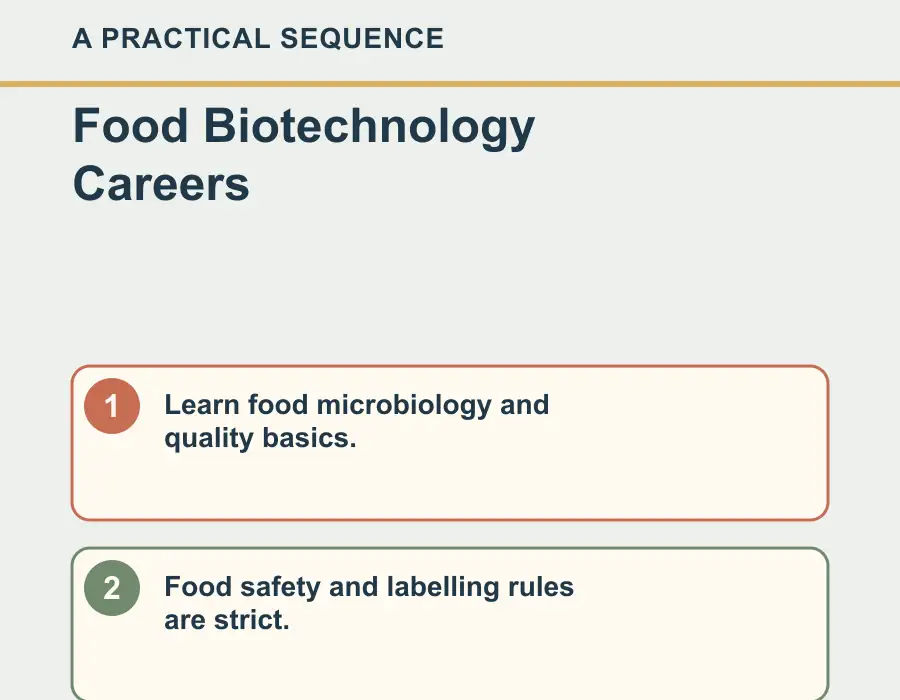 A PRACTICAL SEQUENCE
Food Biotechnology
Careers
1
Learn food microbiology and
quality basics.
2
Food safety and labelling rules
are strict.